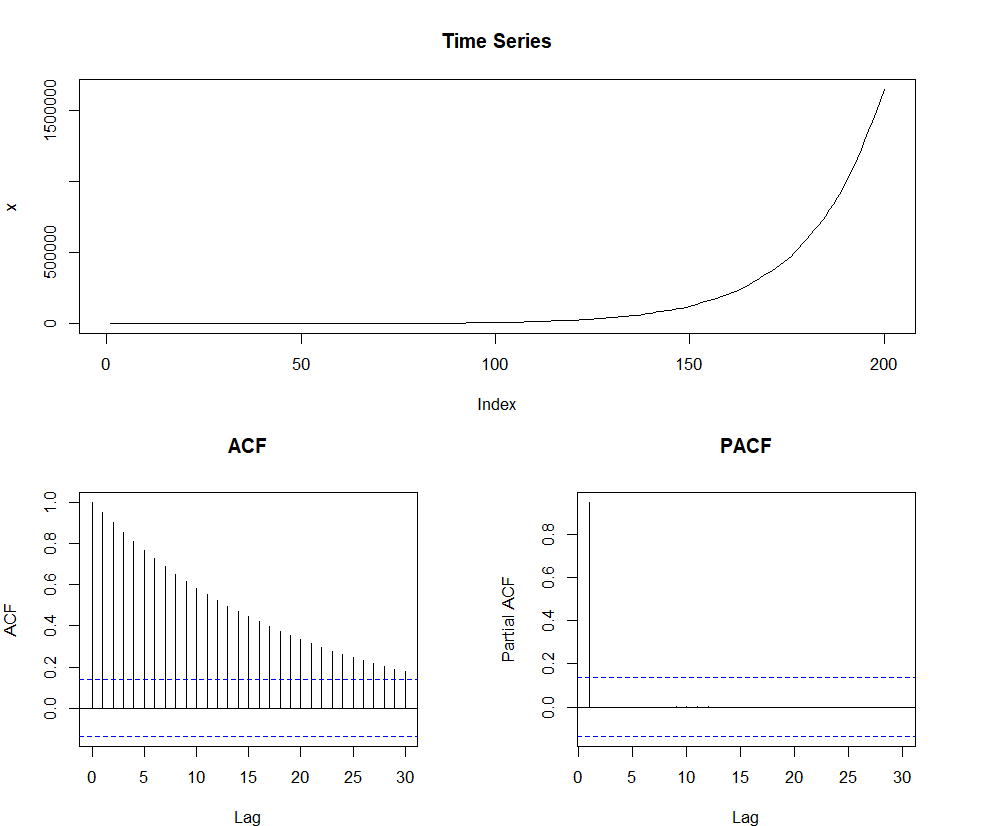 Time Series
x
0
500000
1500000
0 50 100 150 200
Index
ACF
ACF
0.0 0.2 0.4 0.6 0.8 1.0
0 5 10 15 20 25 30
Lag
PACF
Partial ACF
0.0 0.2 0.4 0.6 0.8
0 5 10 15 20 25 30
Lag